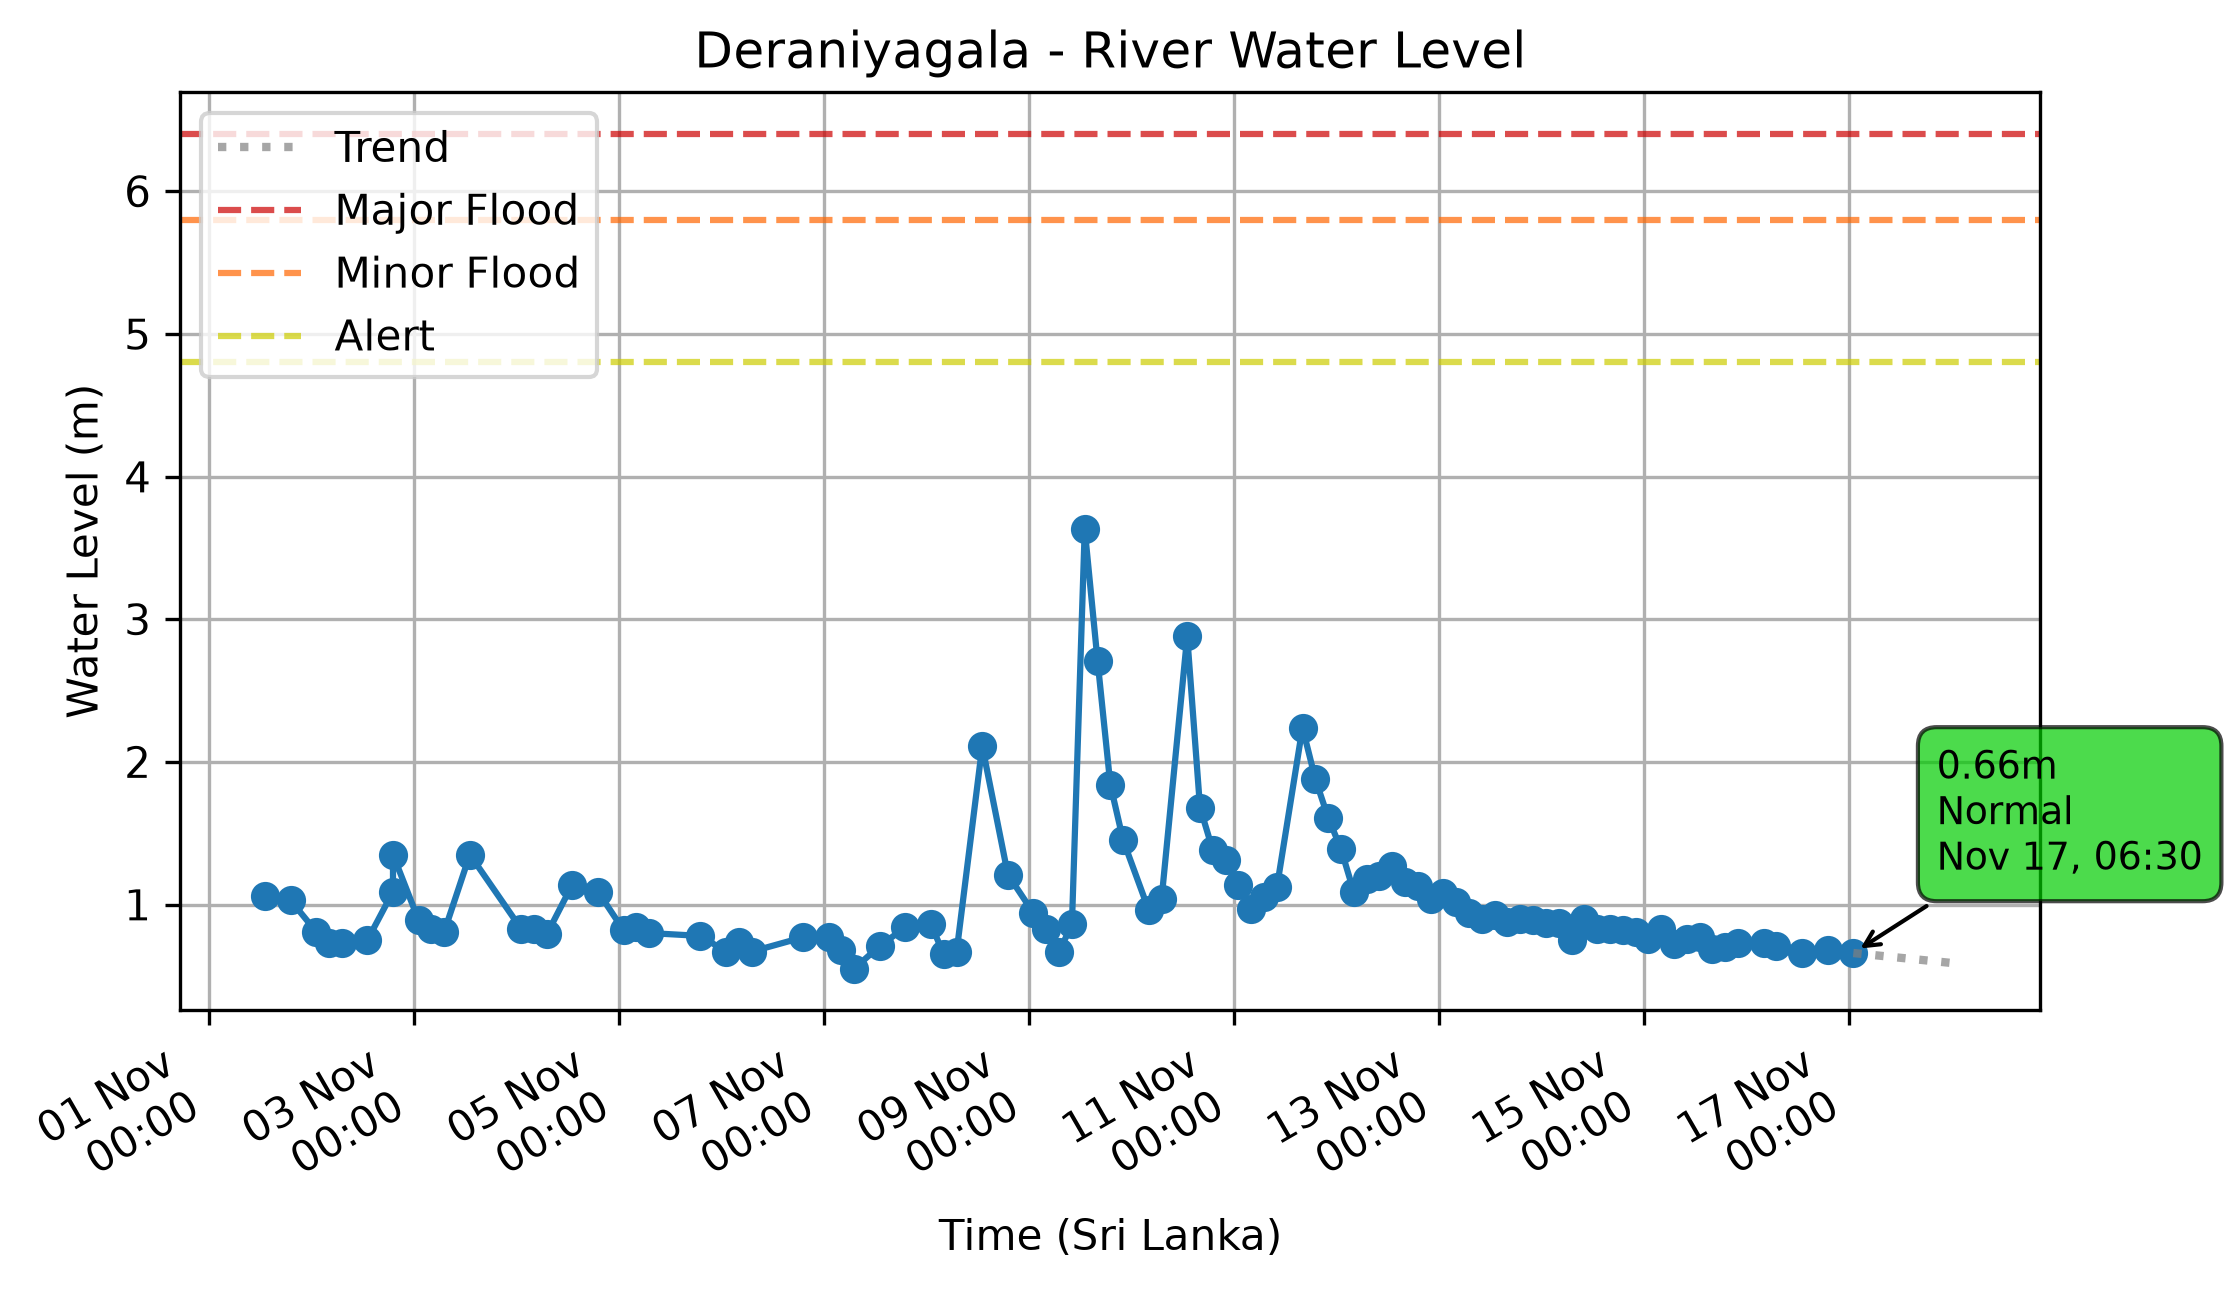 Deraniyagala - River Water Level
Trend
Major Flood
Minor Flood
Alert
Water Level (m)
6
5
4
3
2
1
0.66m
Normal
Nov 17, 06:30
01 Nov
00:00
03 Nov
00:00
05 Nov
00:00
07 Nov
00:00
09 Nov
00:00
11 Nov
00:00
13 Nov
00:00
15 Nov
00:00
17 Nov
00:00
Time (Sri Lanka)